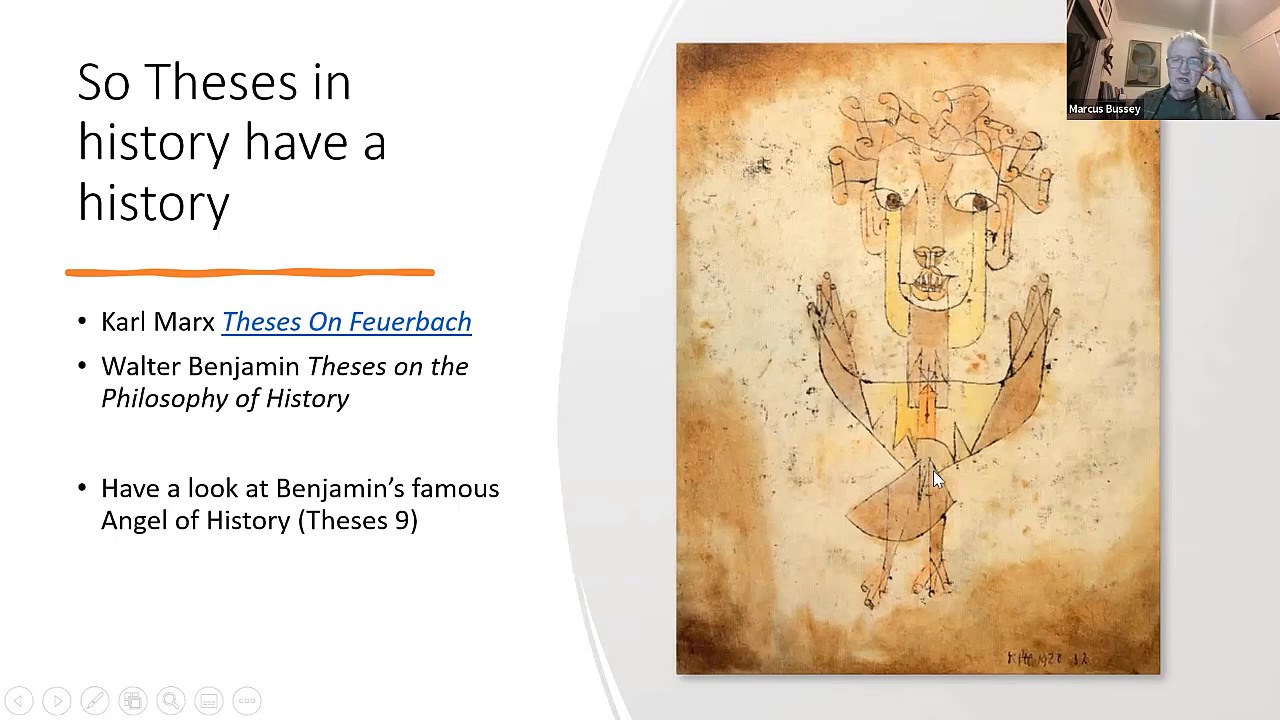 So Theses in
history have a
history
• Karl Marx Theses On Feuerbach
• Walter Benjamin Theses on the
Philosophy of History
• Have a look at Benjamin’s famous
Angel of History (Theses 9)
Marcus Bussey